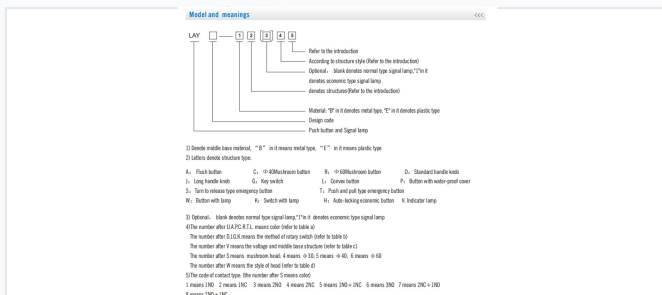 Model and meanings
<<<
LAY □ — 1 2 [3] 4 5
Refer to the introduction
According to structure style (Refer to the introduction)
Optional, blank denotes normal type signal lamp,"1"in it
denotes economic type signal lamp
denotes structures(Refer to the introduction)
Material: "B" in it denotes metal type, "E" in it denotes plastic type
Design code
Push button and Signal lamp
1) Denote middle base material, "B" in it means metal type, "E" in it means plastic type
2) Letters denote structure type
A: Flush button C: Φ40Mushroom button R: Φ60Mushroom button D: Standard handle knob
J: Long handle knob G: Key switch L: Convex button P: Button with water-proof cover
S: Turn to release type emergency button T: Push and pull type emergency button
W: Button with lamp K: Switch with lamp H: Auto-locking economic button V: Indicator lamp
3) Optional, blank denotes normal type signal lamp,"1"in it denotes economic type signal lamp
4)The number after U.A.P.C.R.T.L. means color (refer to table a)
The number after D.J.G.K.means the method of rotary switch (refer to table b)
The number after V means the voltage and middle base structure (refer to table c)
The number after S means mushroom head: 4 means Φ30; 5 means Φ40; 6 means Φ60
The number after W means the style of head (refer to table d)
5)The code of contact type: (the number after S means color)
1 means 1NO 2 means 1NC 3 means 2NO 4 means 2NC 5 means 1NO+1NC 6 means 3NO 7 means 2NC+1NO
8 means 2NO+1NC